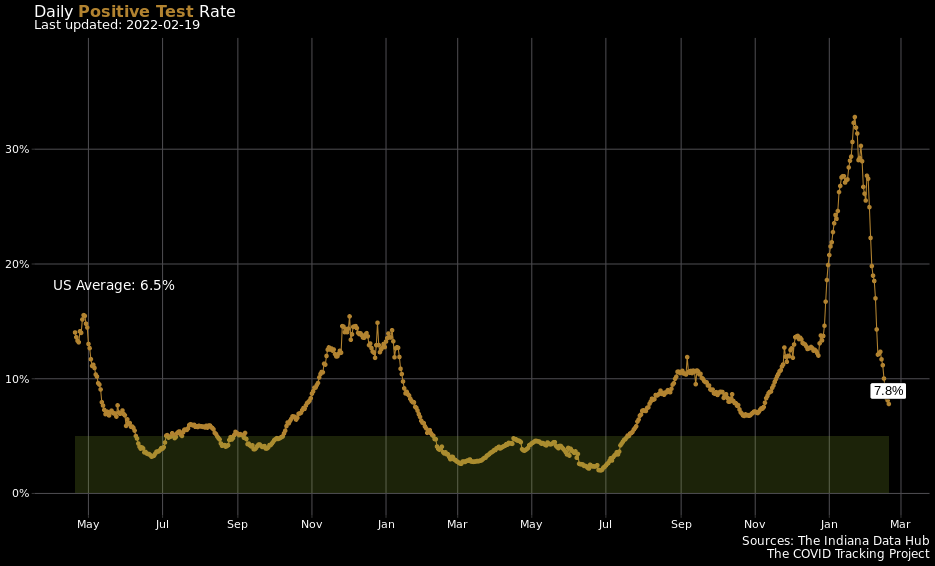 Daily Positive Test Rate
Last updated: 2022-02-19
30%
20%
US Average: 6.5%
10%
7.8%
0%
May Jul Sep Nov Jan Mar May Jul Sep Nov Jan Mar
Sources: The Indiana Data Hub
The COVID Tracking Project